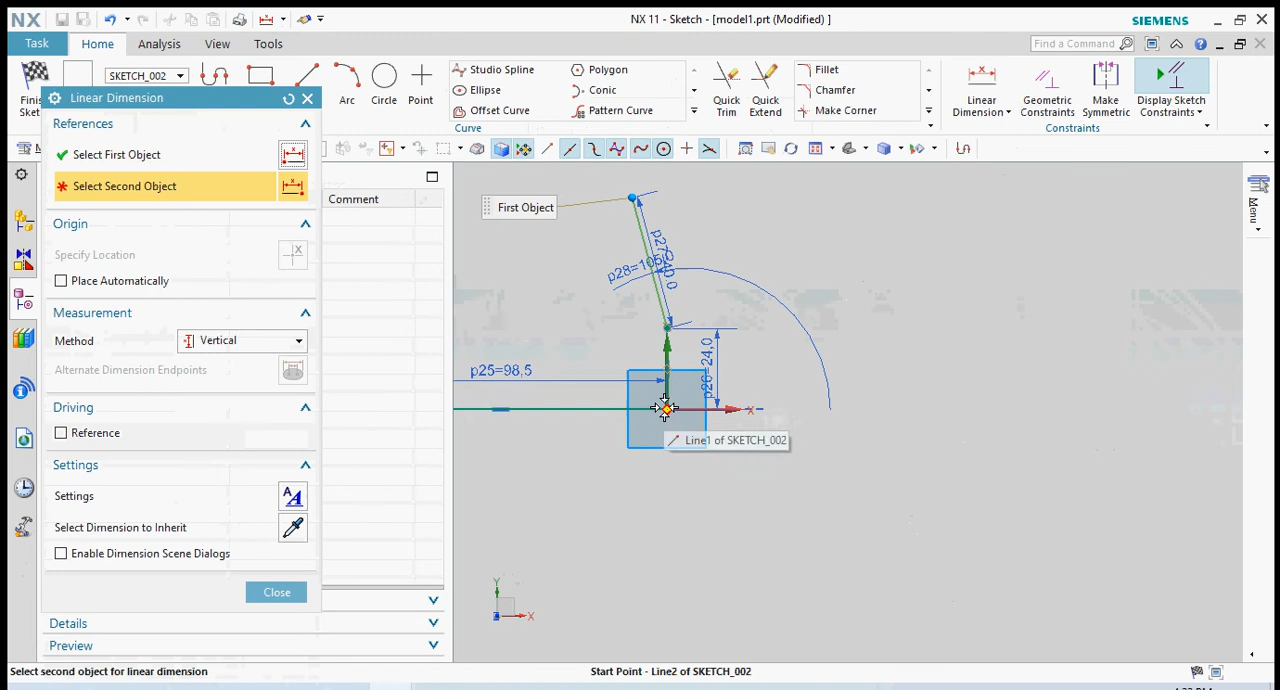 NX
NX 11 - Sketch - [model1.prt (Modified) ]
SIEMENS
Task
Home
Analysis
View
Tools
Find a Command
SKETCH_002
Finis
Sket
Arc
Circle
Point
Studio Spline
Ellipse
Offset Curve
Polygon
Conic
Pattern Curve
Curve
Quick
Trim
Quick
Extend
Fillet
Chamfer
Make Corner
Linear
Dimension
Geometric
Constraints
Make
Symmetric
Display Sketch
Constraints
Constraints
Linear Dimension
References
Select First Object
Select Second Object
Origin
Specify Location
Place Automatically
Measurement
Method
Vertical
Alternate Dimension Endpoints
Driving
Reference
Settings
Settings
Select Dimension to Inherit
Enable Dimension Scene Dialogs
Close
Comment
Details
Preview
First Object
p25=98,5
p26=24,0
X
Line1 of SKETCH_002
Y
X
Z
Menu
Select second object for linear dimension
Start Point - Line2 of SKETCH_002